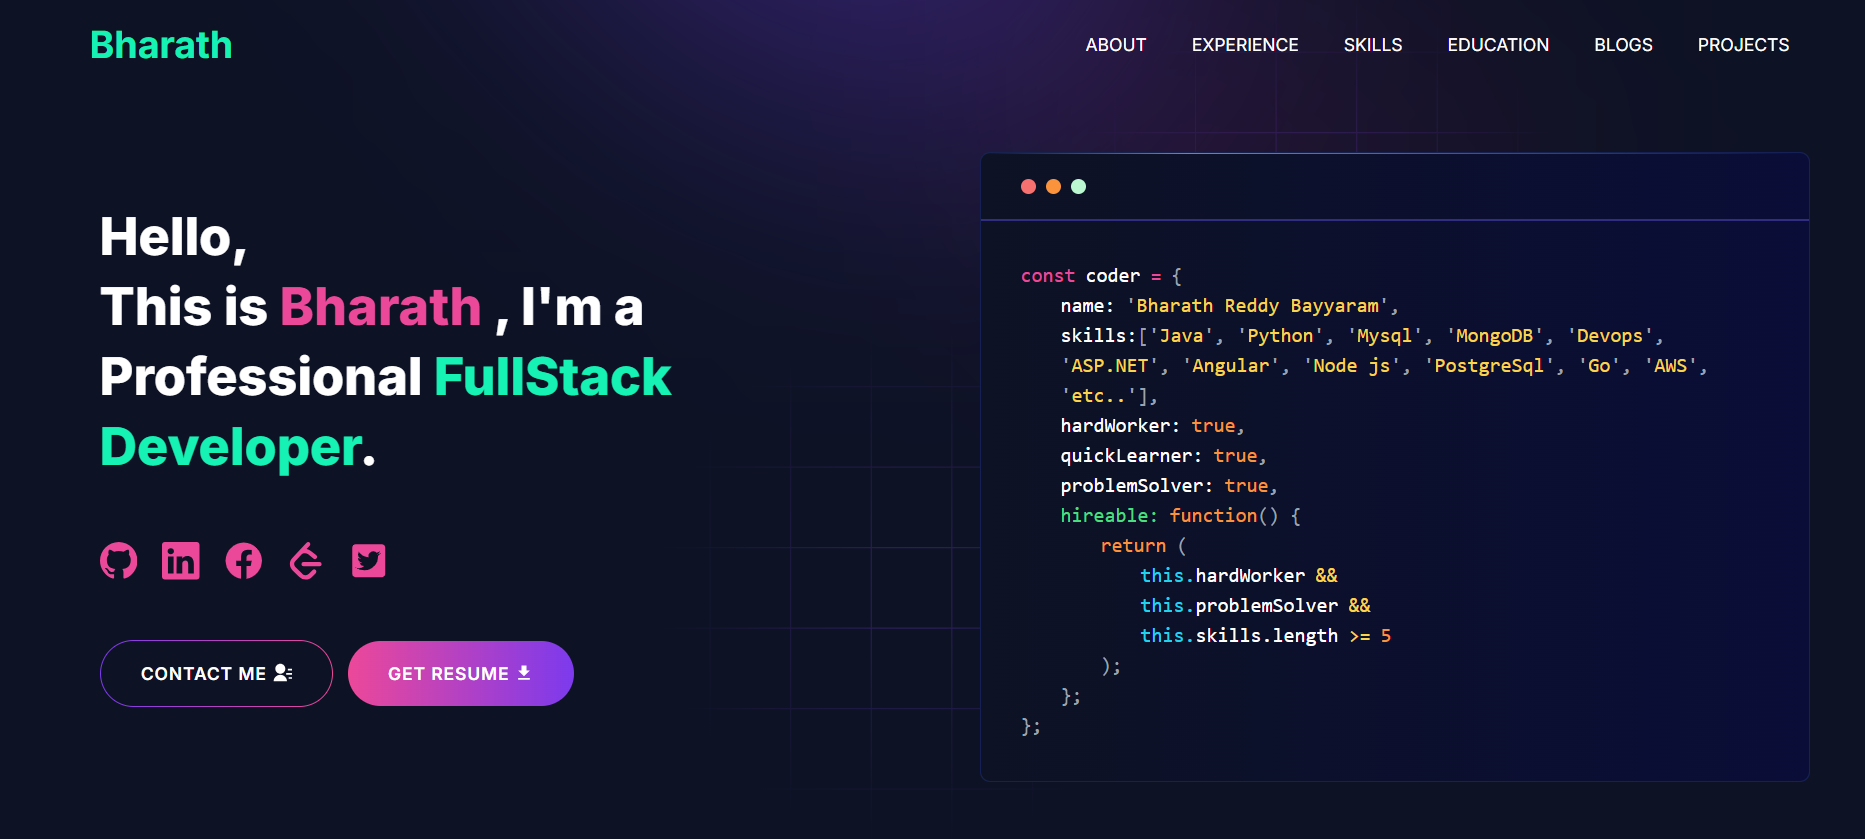 Bharath
ABOUT EXPERIENCE SKILLS EDUCATION BLOGS PROJECTS
Hello,
This is Bharath , I'm a
Professional FullStack
Developer.
CONTACT ME
GET RESUME
const coder = {
name: 'Bharath Reddy Bayyaram',
skills:['Java', 'Python', 'Mysql', 'MongoDB', 'Devops',
'ASP.NET', 'Angular', 'Node js', 'PostgreSql', 'Go', 'AWS',
'etc..'],
hardWorker: true,
quickLearner: true,
problemSolver: true,
hireable: function() {
return (
this.hardWorker &&
this.problemSolver &&
this.skills.length >= 5
);
};
};